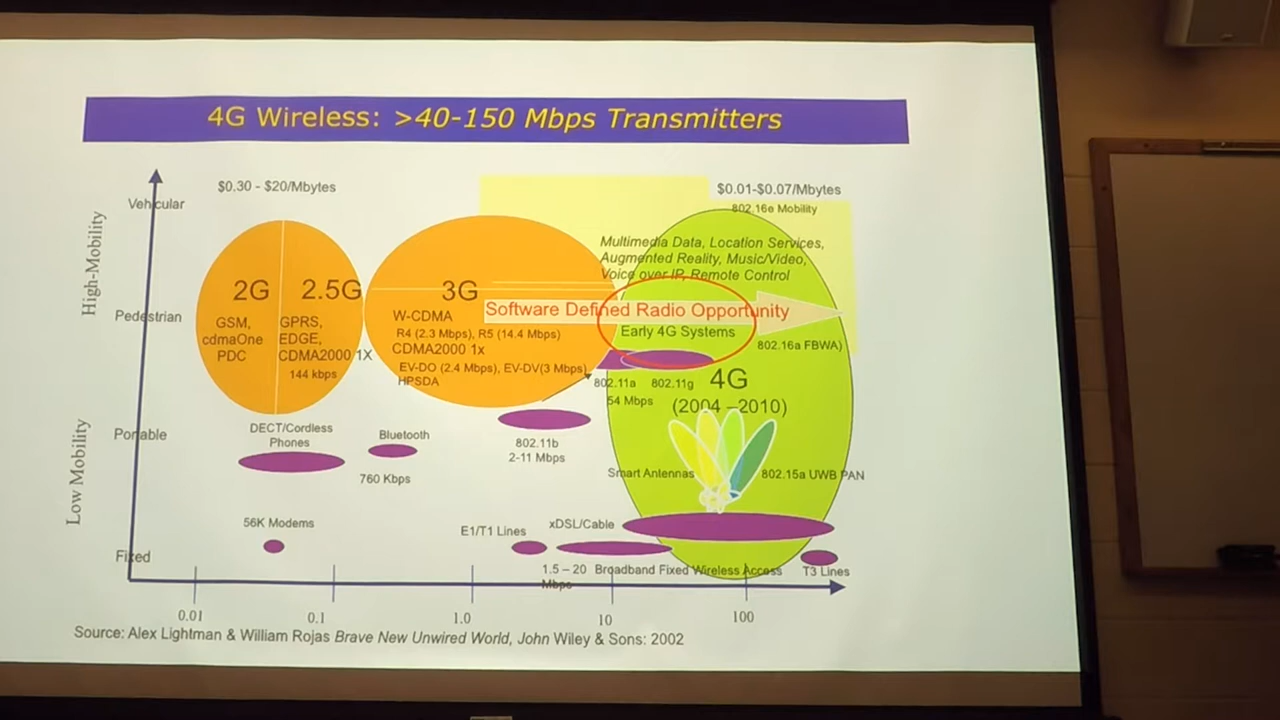 4G Wireless: >40-150 Mbps Transmitters
$0.30 - $20/Mbytes
$0.01-$0.07/Mbytes
Vehicular
802.16e Mobility
High-Mobility
Multimedia Data, Location Services,
Augmented Reality, Music/Video,
Voice over IP, Remote Control
2G
2.5G
3G
Software Defined Radio Opportunity
Pedestrian
GSM,
cdmaOne
PDC
GPRS,
EDGE,
CDMA2000 1X
144 kbps
W-CDMA
R4 (2.3 Mbps), R5 (14.4 Mbps)
CDMA2000 1x
EV-DO (2.4 Mbps), EV-DV(3 Mbps)
HPSDA
Early 4G Systems
802.16a FBWA)
802.11a
802.11g
54 Mbps
4G
(2004 –2010)
Low Mobility
Portable
DECT/Cordless
Phones
Bluetooth
760 Kbps
802.11b
2-11 Mbps
Smart Antennas
802.15a UWB PAN
56K Modems
E1/T1 Lines
xDSL/Cable
Fixed
1.5 – 20
Mbps
Broadband Fixed Wireless Access
T3 Lines
0.01
0.1
1.0
10
100
Source: Alex Lightman & William Rojas Brave New Unwired World, John Wiley & Sons: 2002